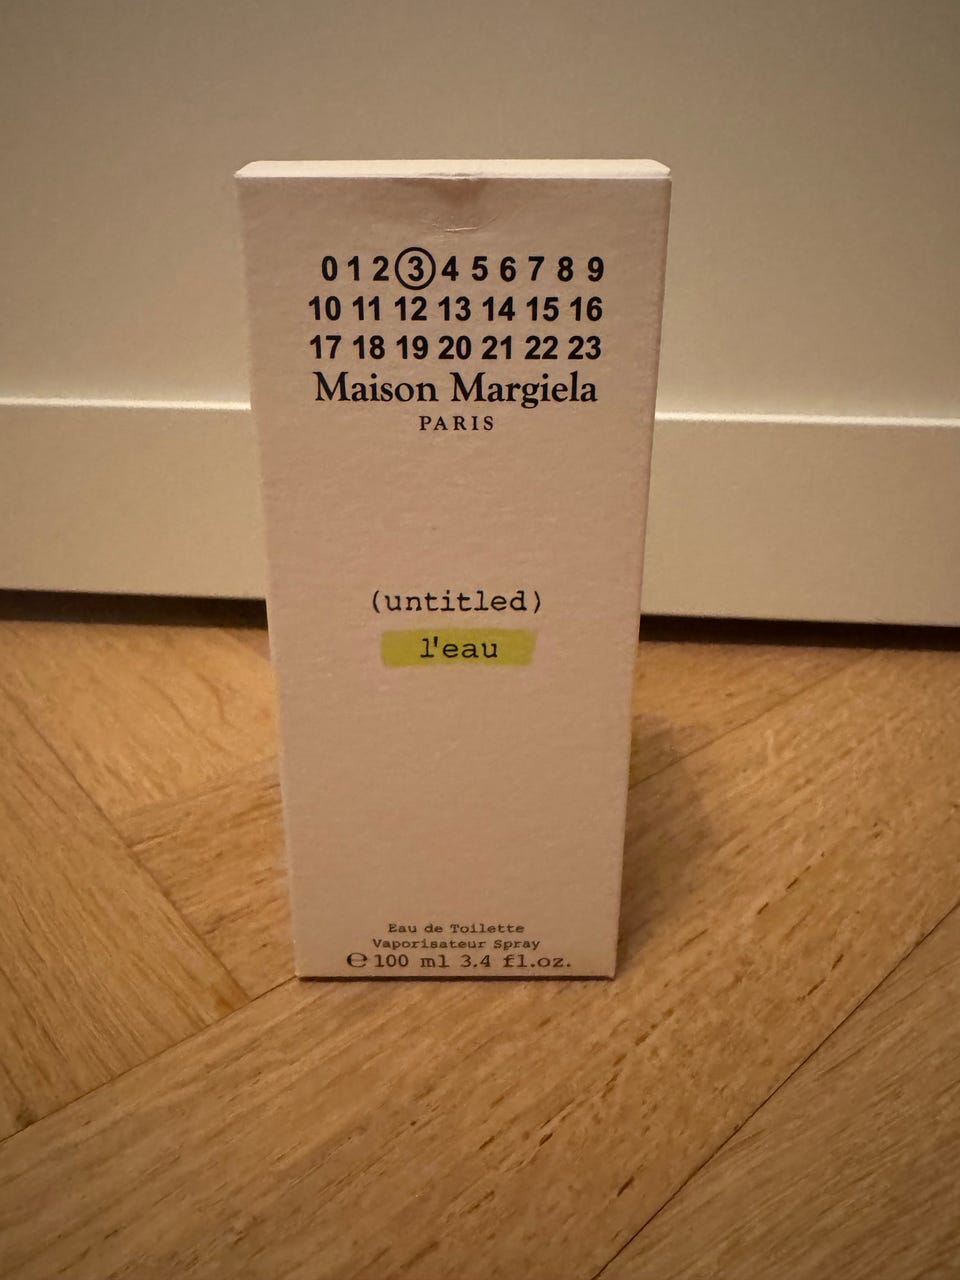 0 1 2 3 4 5 6 7 8 9
10 11 12 13 14 15 16
17 18 19 20 21 22 23
Maison Margiela
PARIS
(untitled)
l'eau
Eau de Toilette
Vaporisateur Spray
℮ 100 ml 3.4 fl.oz.